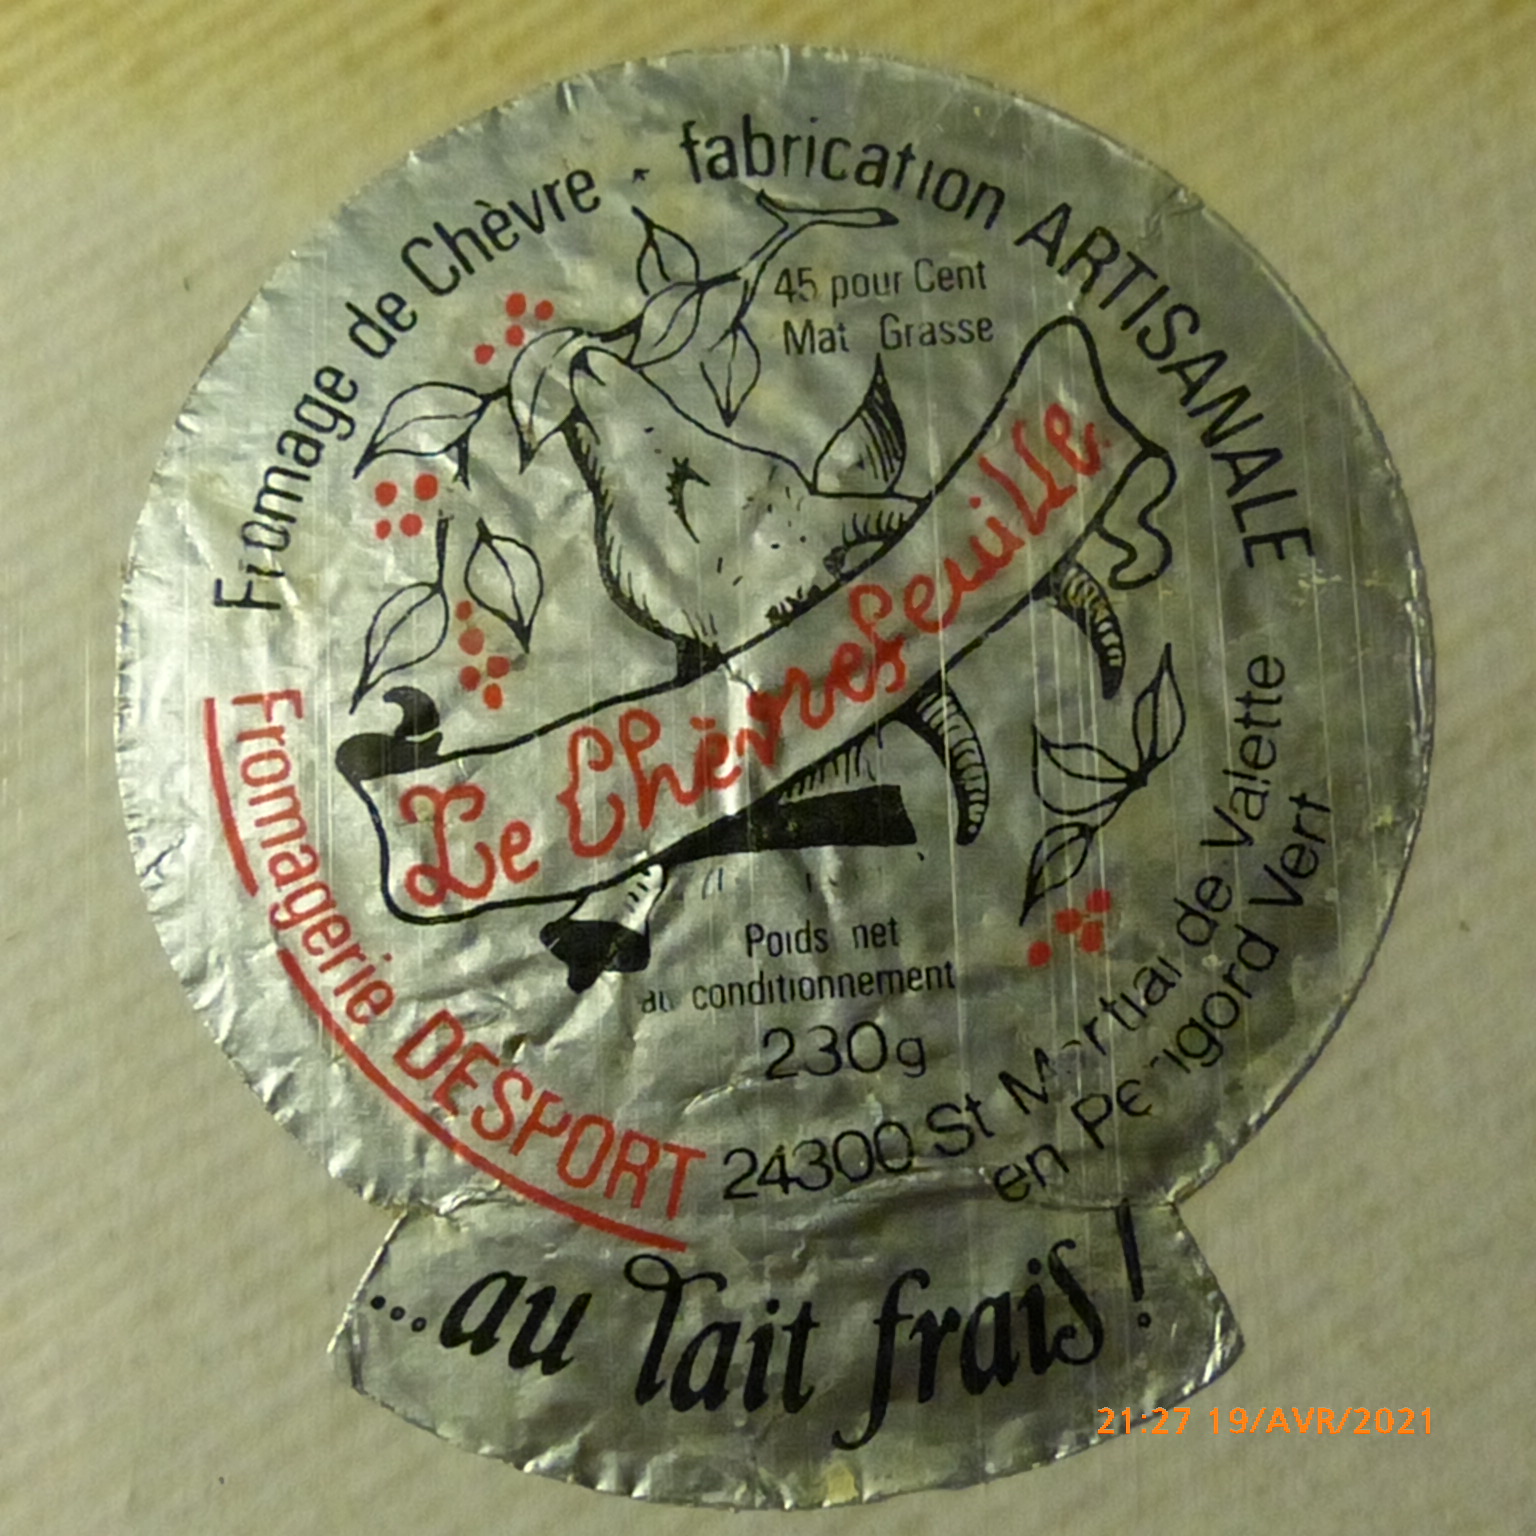 Fromage de Chèvre - fabrication ARTISANALE
45 pour Cent
Mat Grasse
Le Chèvrefeuille
Poids net
au conditionnement
230g
Fromagerie DESPORT
24300 St Martial de Valette
en Périgord Vert
...au lait frais!
21:27 19/AVR/2021